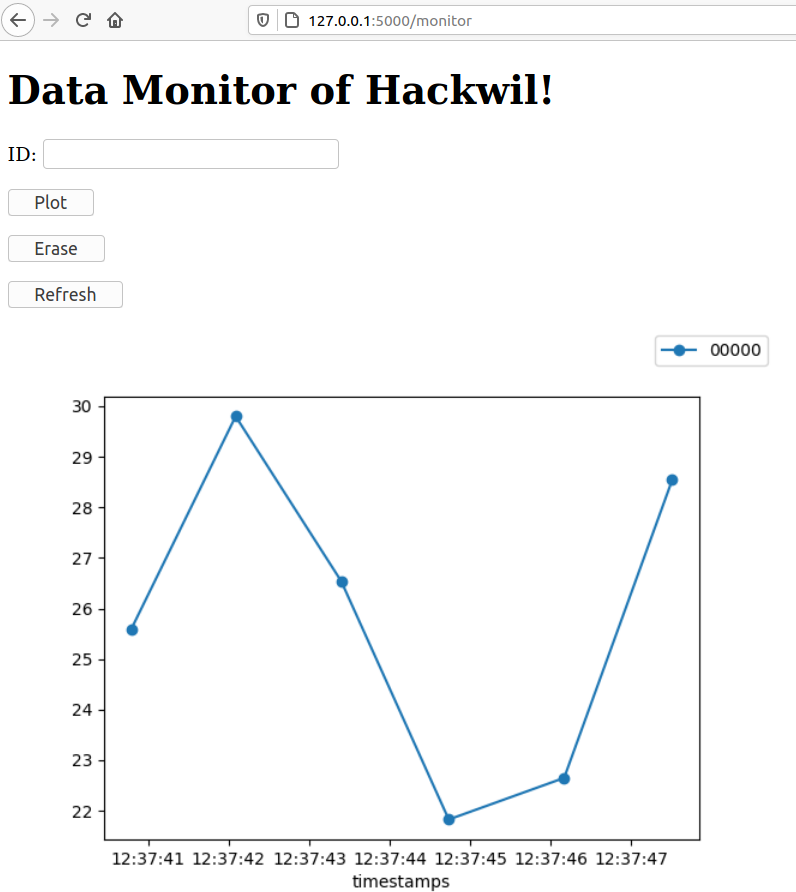 127.0.0.1:5000/monitor
Data Monitor of Hackwil!
ID:
Plot
Erase
Refresh
00000
30
29
28
27
26
25
24
23
22
12:37:41 12:37:42 12:37:43 12:37:44 12:37:45 12:37:46 12:37:47
timestamps